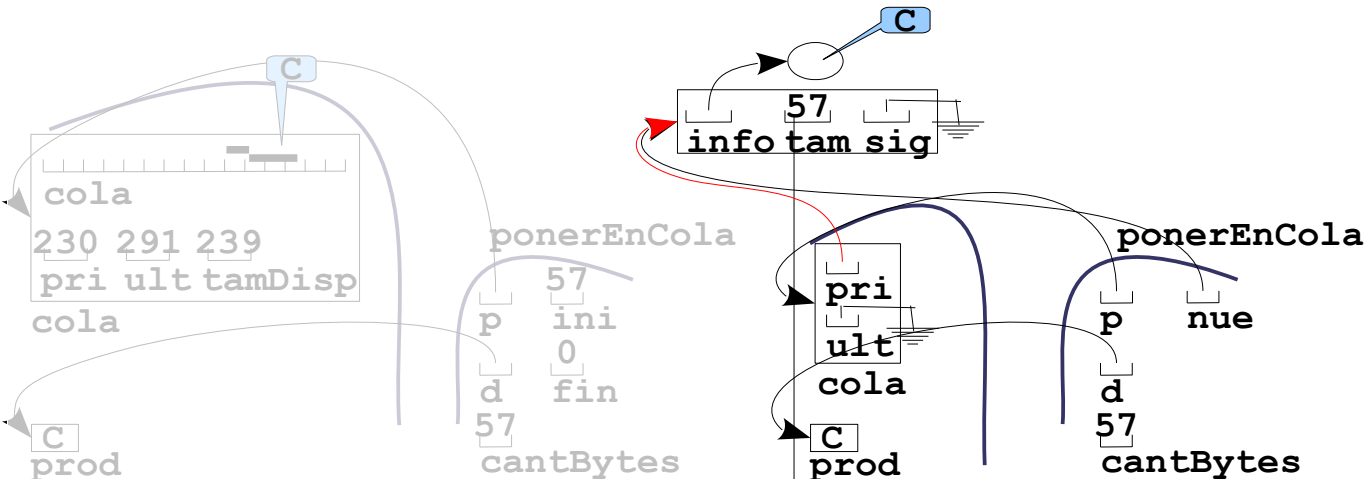 C
cola
230 291 239
pri ult tamDisp
cola
C
prod
ponerEnCola
57
p ini
0
d fin
57
cantBytes
C
57
info tam sig
pri
ult
cola
C
prod
ponerEnCola
p nue
d
57
cantBytes